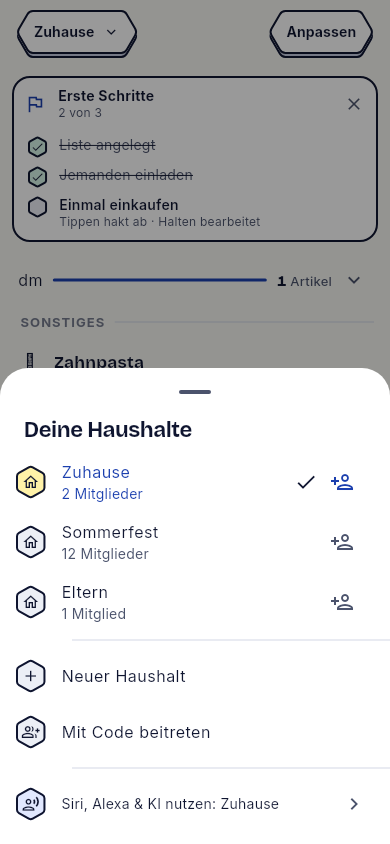 Zuhause
Anpassen
Erste Schritte
2 von 3
Liste angelegt
Jemanden einladen
Einmal einkaufen
Tippen hakt ab · Halten bearbeitet
dm
1 Artikel
SONSTIGES
Zahnpasta
Deine Haushalte
Zuhause
2 Mitglieder
Sommerfest
12 Mitglieder
Eltern
1 Mitglied
Neuer Haushalt
Mit Code beitreten
Siri, Alexa & KI nutzen: Zuhause